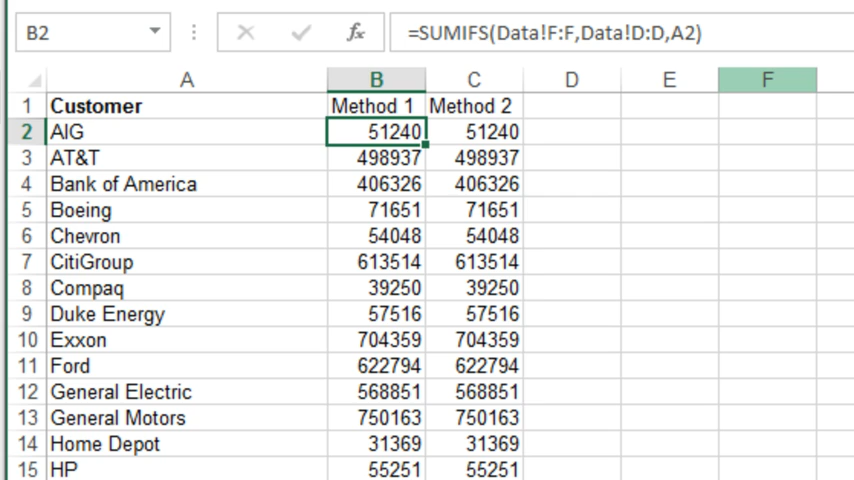 B2 fx =SUMIFS(Data!F:F,Data!D:D,A2)
A B C D E F
1 Customer Method 1 Method 2
2 AIG 51240 51240
3 AT&T 498937 498937
4 Bank of America 406326 406326
5 Boeing 71651 71651
6 Chevron 54048 54048
7 CitiGroup 613514 613514
8 Compaq 39250 39250
9 Duke Energy 57516 57516
10 Exxon 704359 704359
11 Ford 622794 622794
12 General Electric 568851 568851
13 General Motors 750163 750163
14 Home Depot 31369 31369
15 HP 55251 55251